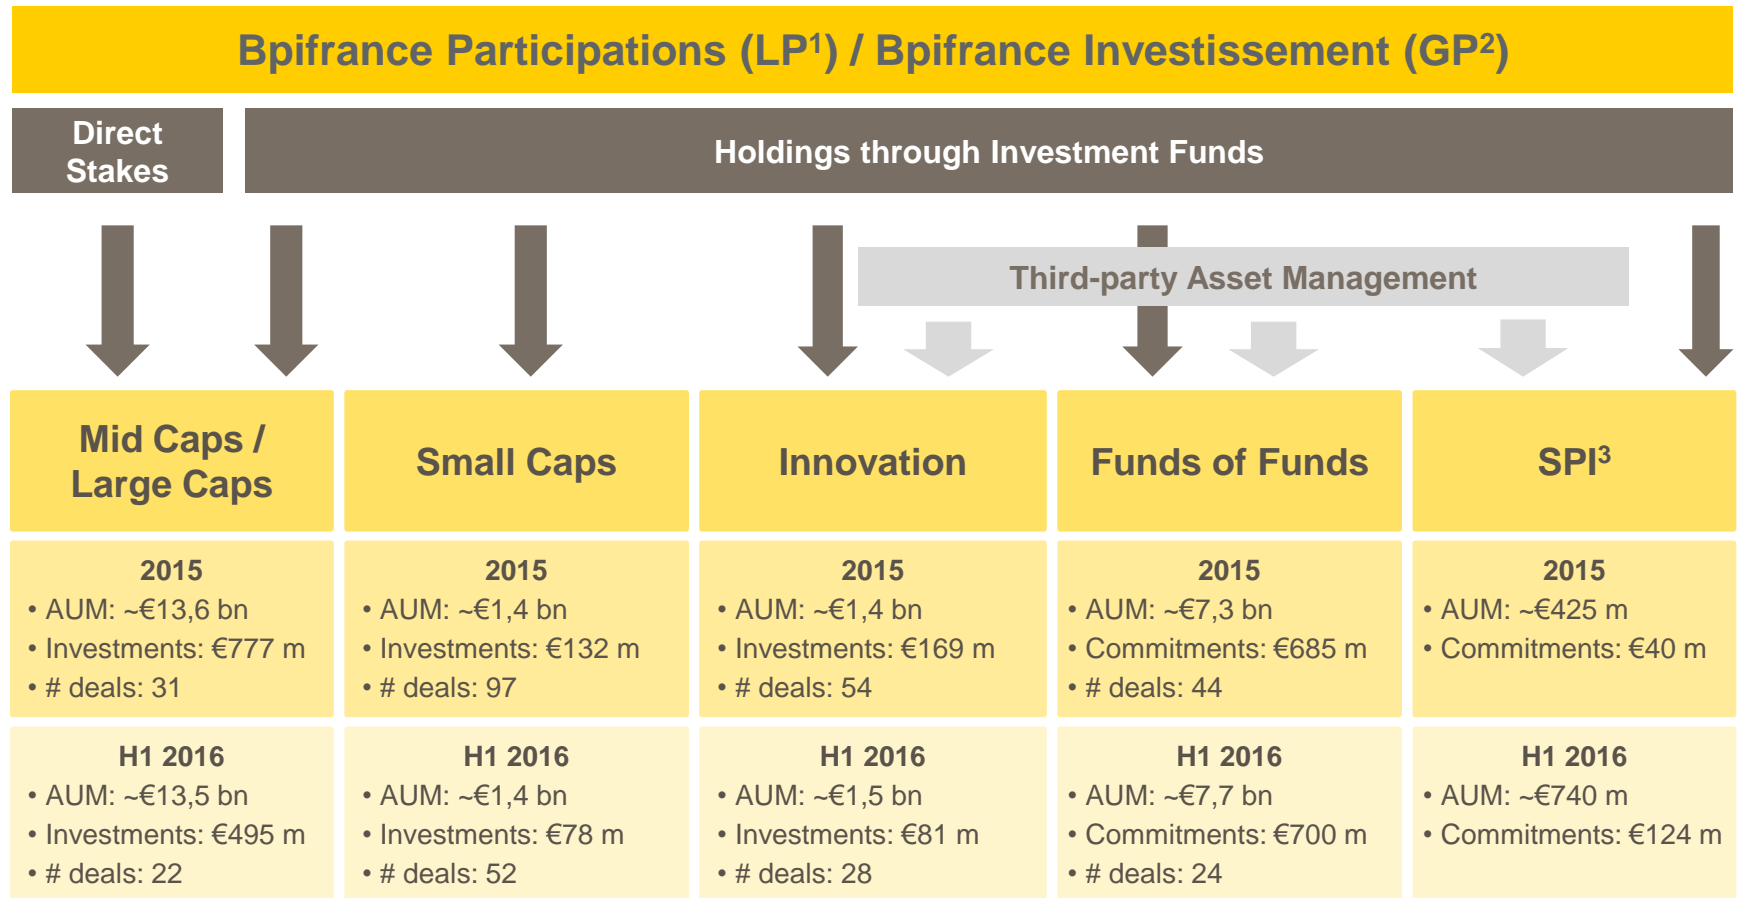 Bpifrance Participations (LP¹) / Bpifrance Investissement (GP²)
Direct
Stakes
Holdings through Investment Funds
Third-party Asset Management
Mid Caps /
Large Caps
Small Caps
Innovation
Funds of Funds
SPI³
2015
• AUM: ~€13,6 bn
• Investments: €777 m
• # deals: 31
2015
• AUM: ~€1,4 bn
• Investments: €132 m
• # deals: 97
2015
• AUM: ~€1,4 bn
• Investments: €169 m
• # deals: 54
2015
• AUM: ~€7,3 bn
• Commitments: €685 m
• # deals: 44
2015
• AUM: ~€425 m
• Commitments: €40 m
H1 2016
• AUM: ~€13,5 bn
• Investments: €495 m
• # deals: 22
H1 2016
• AUM: ~€1,4 bn
• Investments: €78 m
• # deals: 52
H1 2016
• AUM: ~€1,5 bn
• Investments: €81 m
• # deals: 28
H1 2016
• AUM: ~€7,7 bn
• Commitments: €700 m
• # deals: 24
H1 2016
• AUM: ~€740 m
• Commitments: €124 m